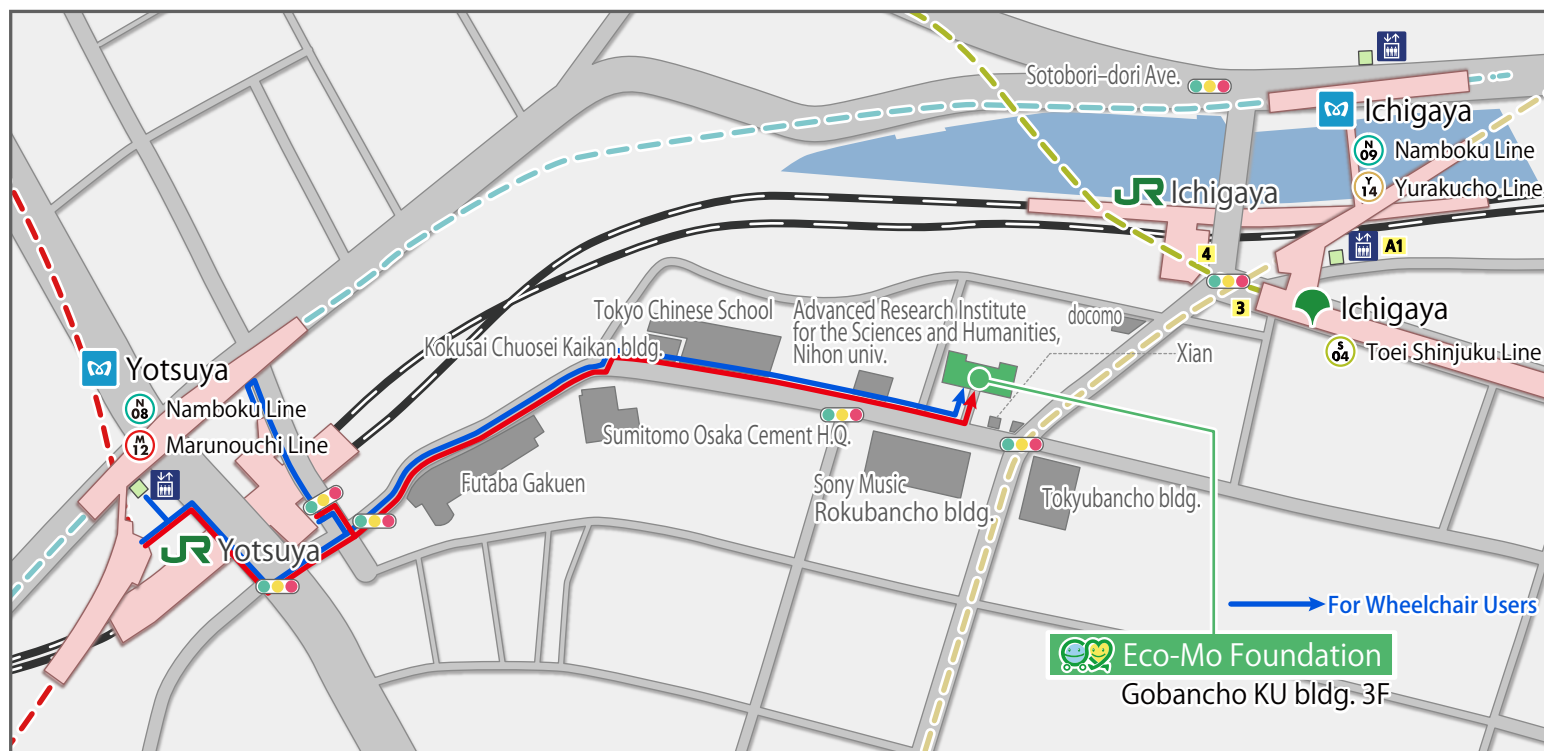 Sotobori-dori Ave.
Ichigaya
N
09
Namboku Line
Y
14
Yurakucho Line
JR Ichigaya
4
A1
3
Ichigaya
S
04
Toei Shinjuku Line
Tokyo Chinese School
Kokusai Chuosei Kaikan bldg.
Advanced Research Institute
for the Sciences and Humanities,
Nihon univ.
docomo
Xian
Yotsuya
N
08
Namboku Line
M
12
Marunouchi Line
Sumitomo Osaka Cement H.Q.
Futaba Gakuen
Sony Music
Rokubancho bldg.
Tokyubancho bldg.
JR Yotsuya
For Wheelchair Users
Eco-Mo Foundation
Gobancho KU bldg. 3F